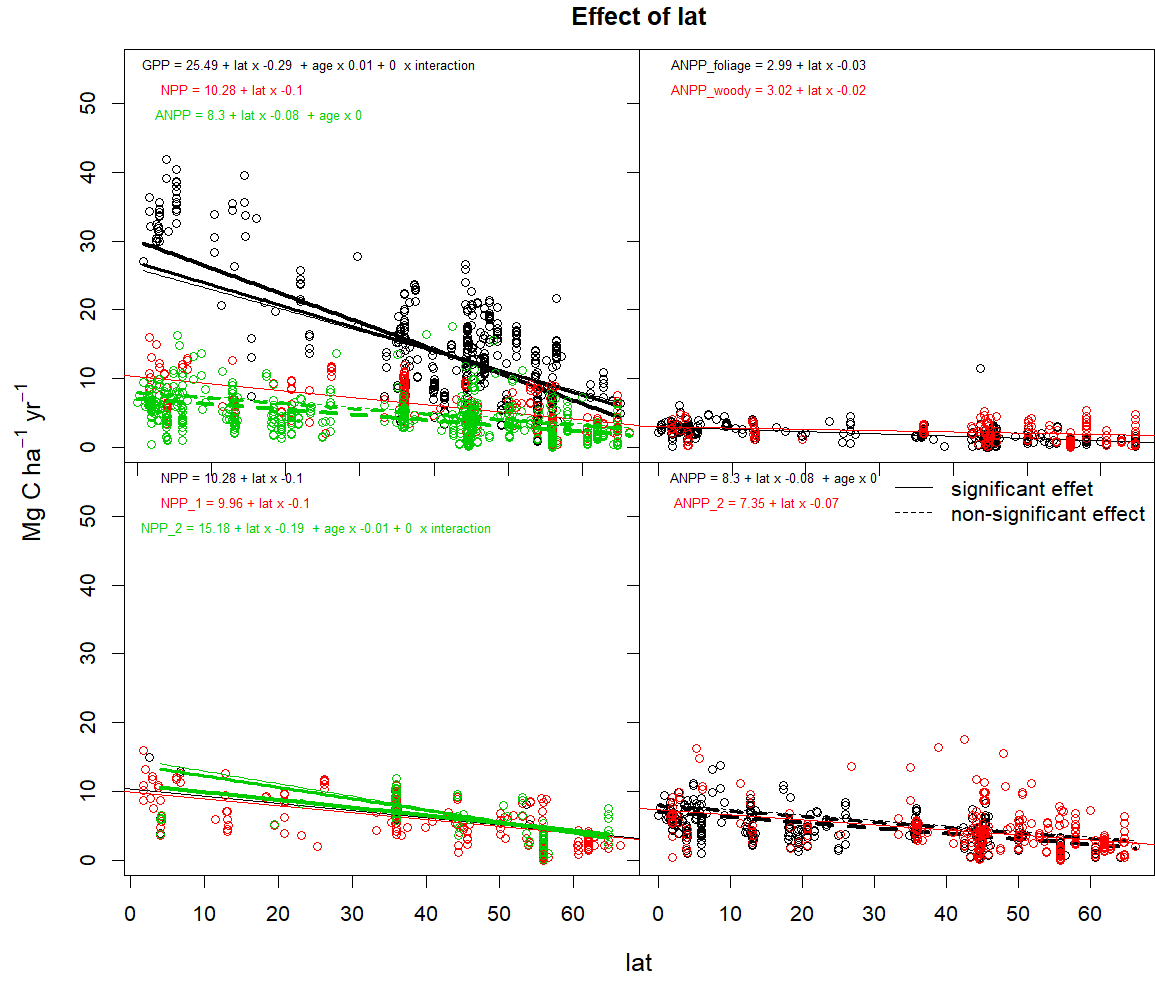 Effect of lat
GPP = 25.49 + lat x -0.29  + age x 0.01 + 0  x interaction
NPP = 10.28 + lat x -0.1
ANPP = 8.3 + lat x -0.08  + age x 0
ANPP_foliage = 2.99 + lat x -0.03
ANPP_woody = 3.02 + lat x -0.02
50
40
30
20
10
0
NPP = 10.28 + lat x -0.1
NPP_1 = 9.96 + lat x -0.1
NPP_2 = 15.18 + lat x -0.19  + age x -0.01 + 0  x interaction
ANPP = 8.3 + lat x -0.08  + age x 0
ANPP_2 = 7.35 + lat x -0.07
significant effet
non-significant effect
50
40
30
20
10
0
0 10 20 30 40 50 60
0 10 20 30 40 50 60
lat
Mg C ha⁻¹ yr⁻¹